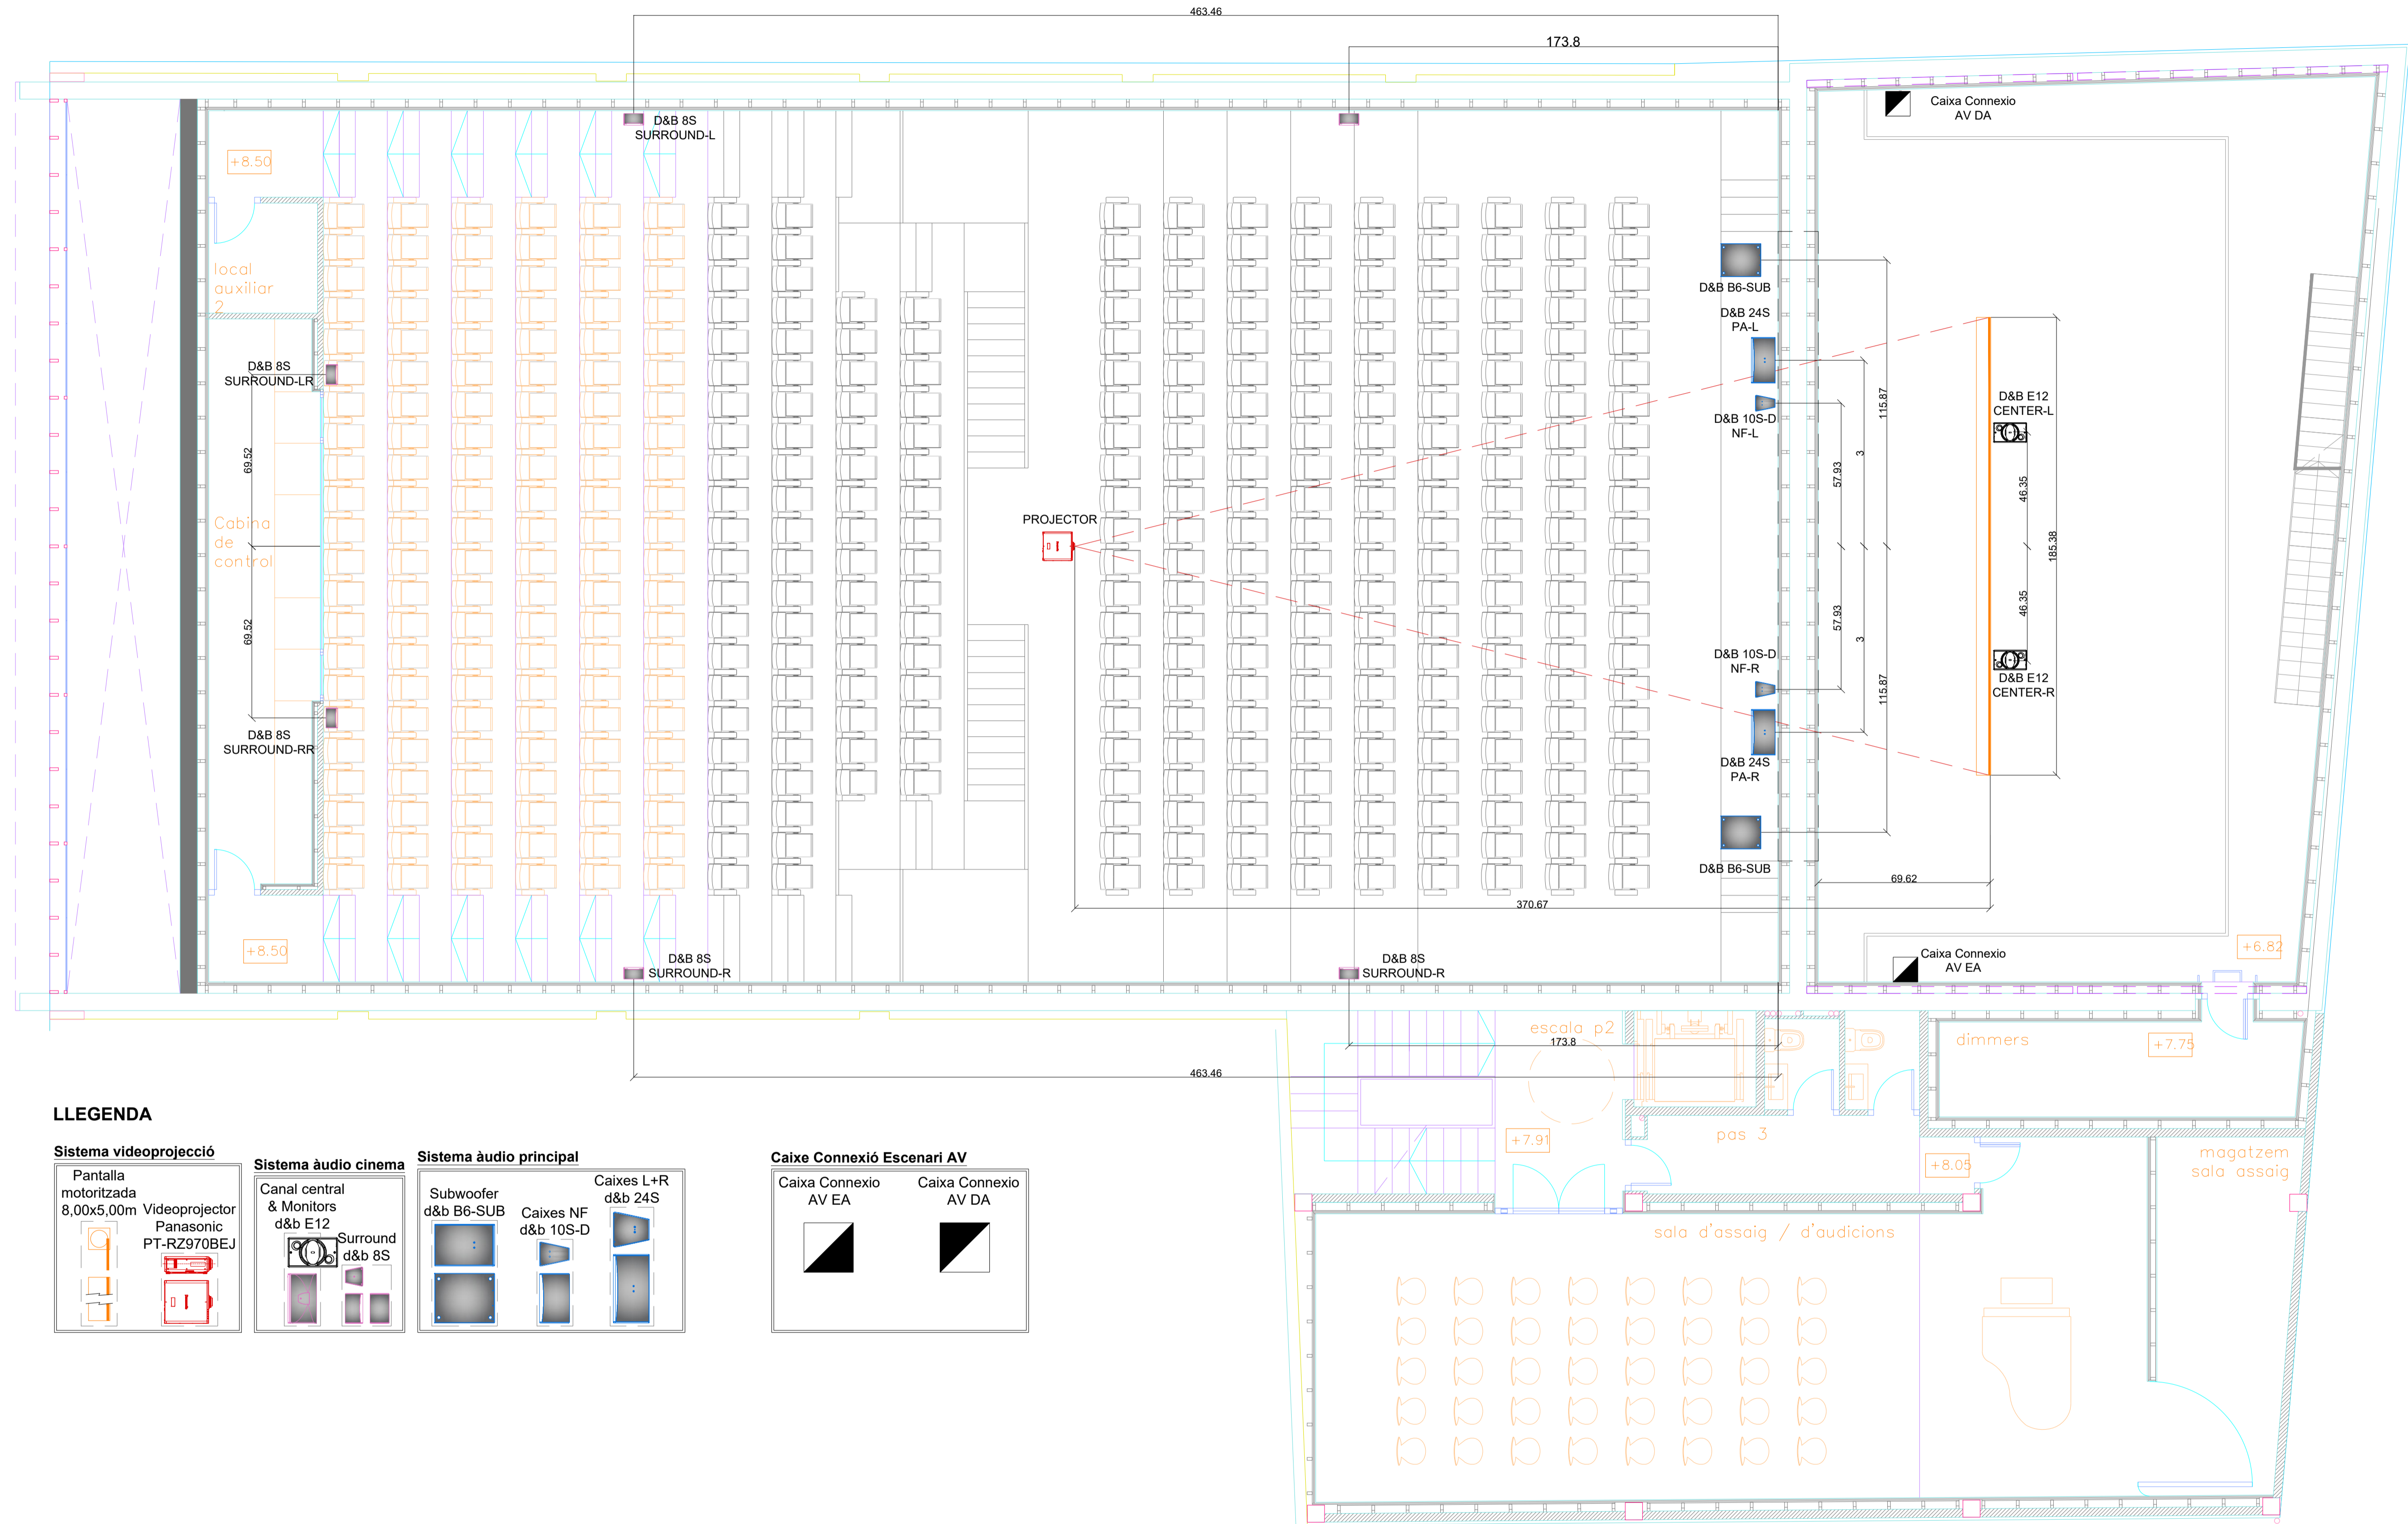 463.46
173.8
Caixa Connexio
AV DA
D&B 8S
SURROUND-L
+8.50
local
auxiliar
2
D&B B6-SUB
D&B 24S
PA-L
D&B 8S
SURROUND-LR
D&B 10S-D
NF-L
D&B E12
CENTER-L
115.87
3
57.93
46.35
69.52
PROJECTOR
Cabina
de
control
185.38
69.52
57.93
3
46.35
115.87
D&B 10S-D
NF-R
D&B E12
CENTER-R
D&B 8S
SURROUND-RR
D&B 24S
PA-R
D&B B6-SUB
69.62
370.67
+8.50
D&B 8S
SURROUND-R
D&B 8S
SURROUND-R
Caixa Connexio
AV EA
+6.82
escala p2
173.8
dimmers
+7.75
463.46
+7.91
pas 3
+8.05
magatzem
sala assaig
sala d'assaig / d'audicions
LLEGENDA
Sistema videoprojecció
Pantalla
motoritzada
8,00x5,00m
Videoprojector
Panasonic
PT-RZ970BEJ
Sistema àudio cinema
Canal central
& Monitors
d&b E12
Surround
d&b 8S
Sistema àudio principal
Subwoofer
d&b B6-SUB
Caixes NF
d&b 10S-D
Caixes L+R
d&b 24S
Caixe Connexió Escenari AV
Caixa Connexio
AV EA
Caixa Connexio
AV DA